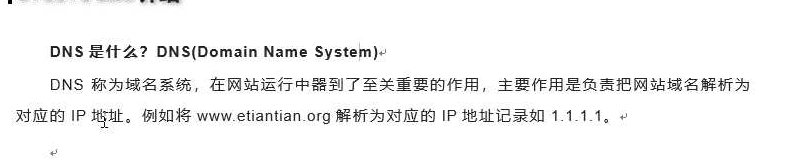 DNS 是什么？DNS(Domain Name System)
DNS 称为域名系统，在网站运行中器到了至关重要的作用，主要作用是负责把网站域名解析为
对应的 IP 地址。例如将 www.etiantian.org 解析为对应的 IP 地址记录如 1.1.1.1。